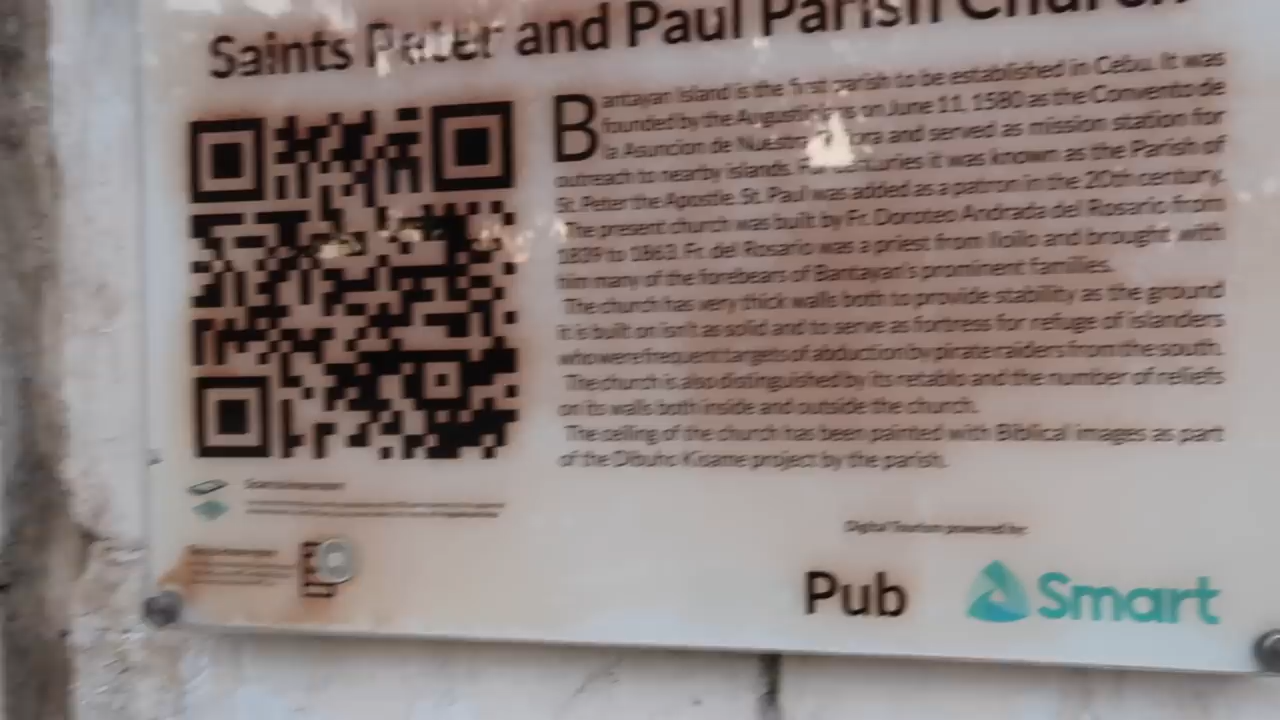 Saints Peter and Paul Parish Church
Bantayan Island is the first parish to be established in Cebu. It was
founded by the Augustinians on June 11, 1580 as the Convento de
la Asuncion de Nuestra and served as mission station for
outreach to nearby islands. For centuries it was known as the Parish of
St. Peter the Apostle. St. Paul was added as a patron in the 20th century.
The present church was built by Fr. Doroteo Andrada del Rosario from
1839 to 1863. Fr. del Rosario was a priest from Iloilo and brought with
him many of the forebears of Bantayan's prominent families.
The church has very thick walls both to provide stability as the ground
it is built on isn't as solid and to serve as fortress for refuge of islanders
who were frequent targets of abduction by pirate raiders from the south.
The church is also distinguished by its retablo and the number of reliefs
on its walls both inside and outside the church.
The ceiling of the church has been painted with Biblical images as part
of the Dibuho Kisame project by the parish.
Digital Tourism powered by:
Pub
Smart